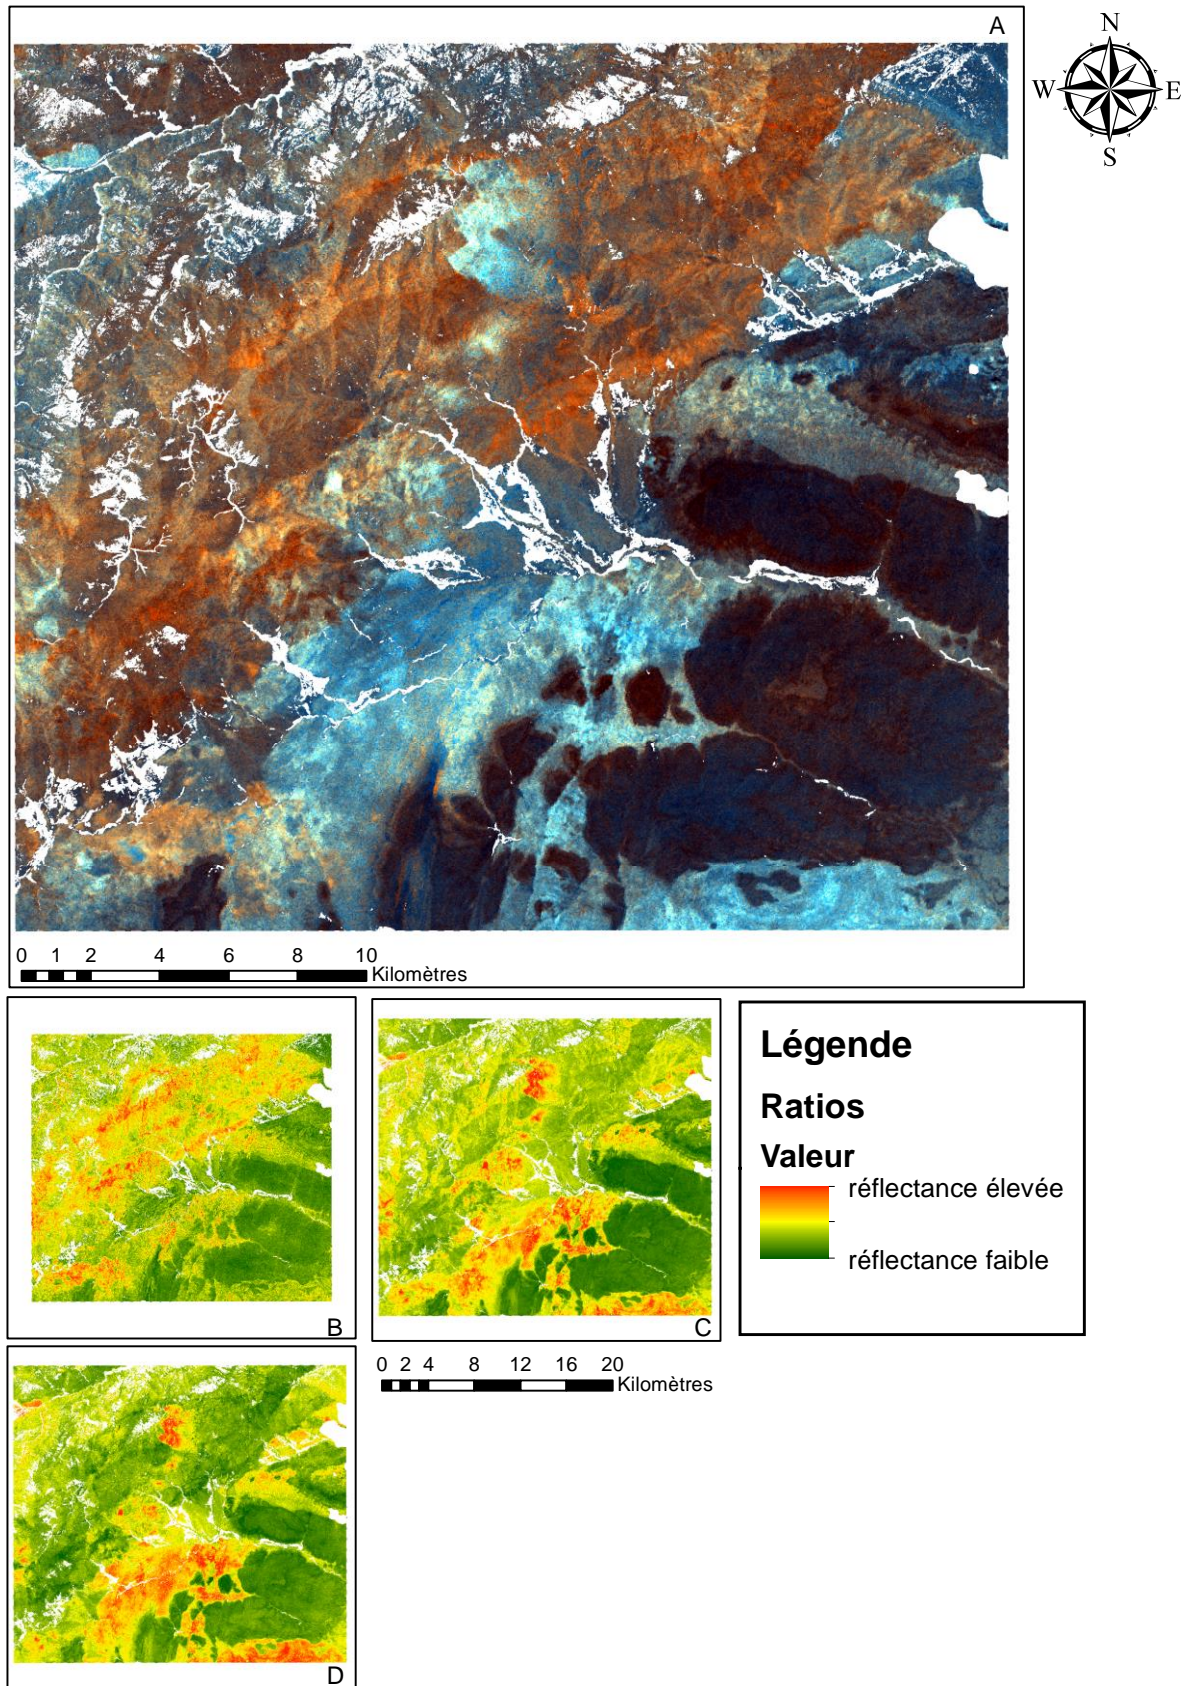 A
N
W E
S
0 1 2 4 6 8 10
Kilomètres
B
C
Légende
Ratios
Valeur
réflectance élevée
réflectance faible
0 2 4 8 12 16 20
Kilomètres
D